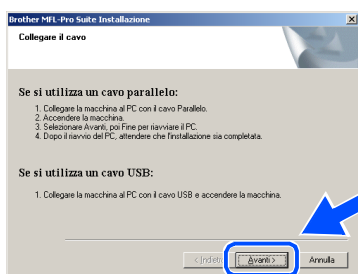 Brother MFL-Pro Suite Installazione
Collegare il cavo
Se si utilizza un cavo parallelo:
1. Collegare la macchina al PC con il cavo Parallelo.
2. Accendere la macchina.
3. Selezionare Avanti, poi Fine per riavviare il PC.
4. Dopo il riavvio del PC, attendere che l'installazione sia completata.
Se si utilizza un cavo USB:
1. Collegare la macchina al PC con il cavo USB e accendere la macchina.
Avanti > Annulla